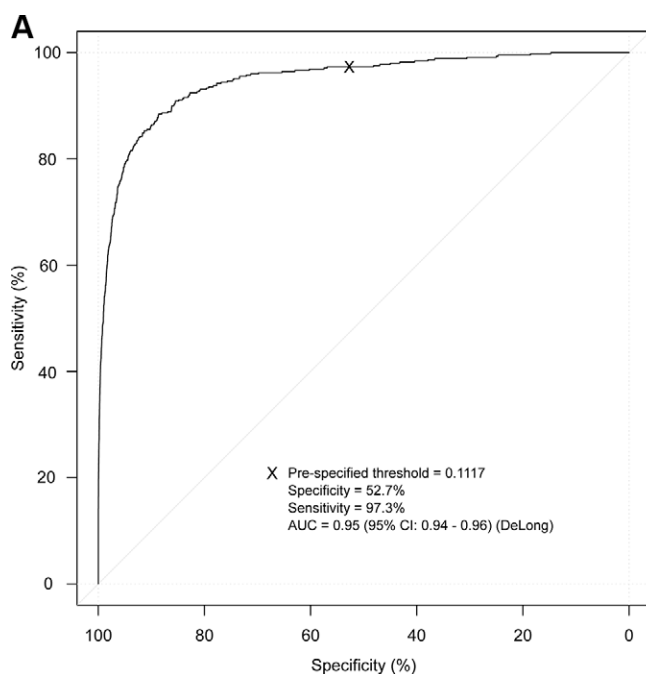 A
100
80
60
40
20
0
Sensitivity (%)
X
X Pre-specified threshold = 0.1117
Specificity = 52.7%
Sensitivity = 97.3%
AUC = 0.95 (95% CI: 0.94 - 0.96) (DeLong)
100 80 60 40 20 0
Specificity (%)